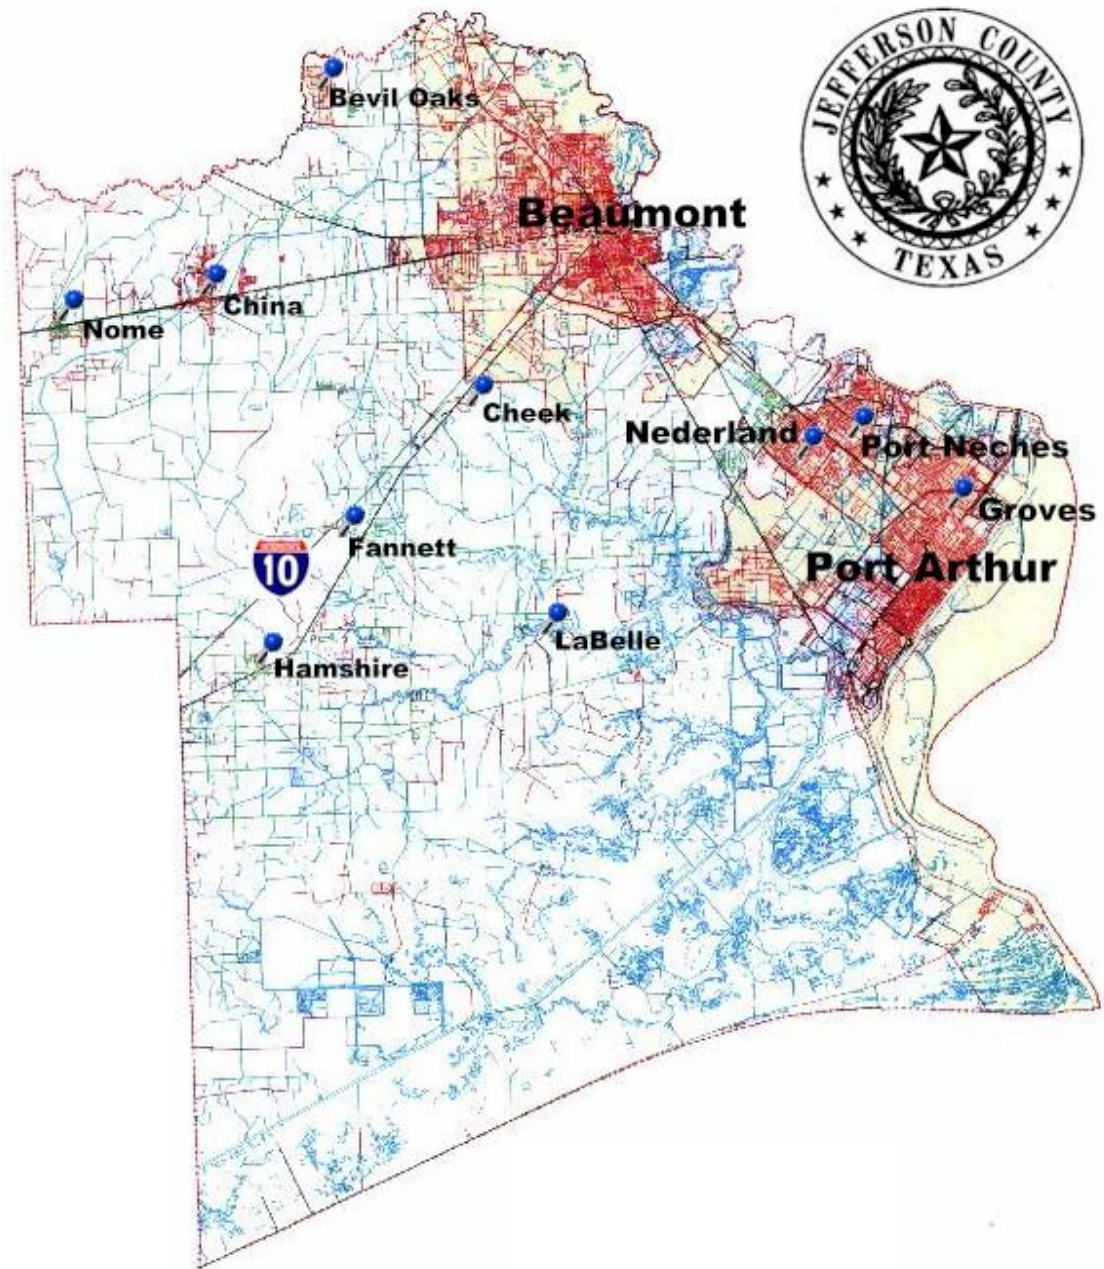 JEFFERSON COUNTY
TEXAS
Bevil Oaks
Beaumont
China
Nome
Cheek
Nederland
Port-Neches
Groves
Fannett
10
Port Arthur
LaBelle
Hamshire